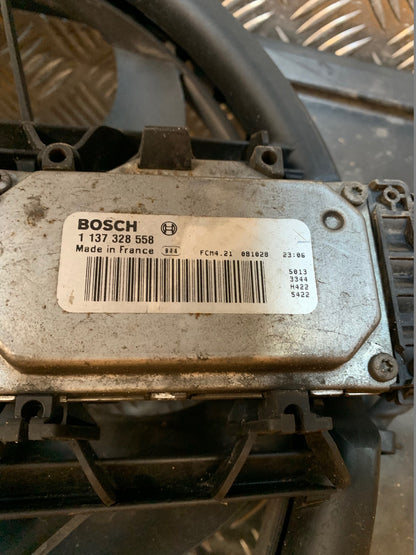 BOSCH
1 137 328 558
Made in France FCM4.21 081028 23:06
5013
3344
H422
S422